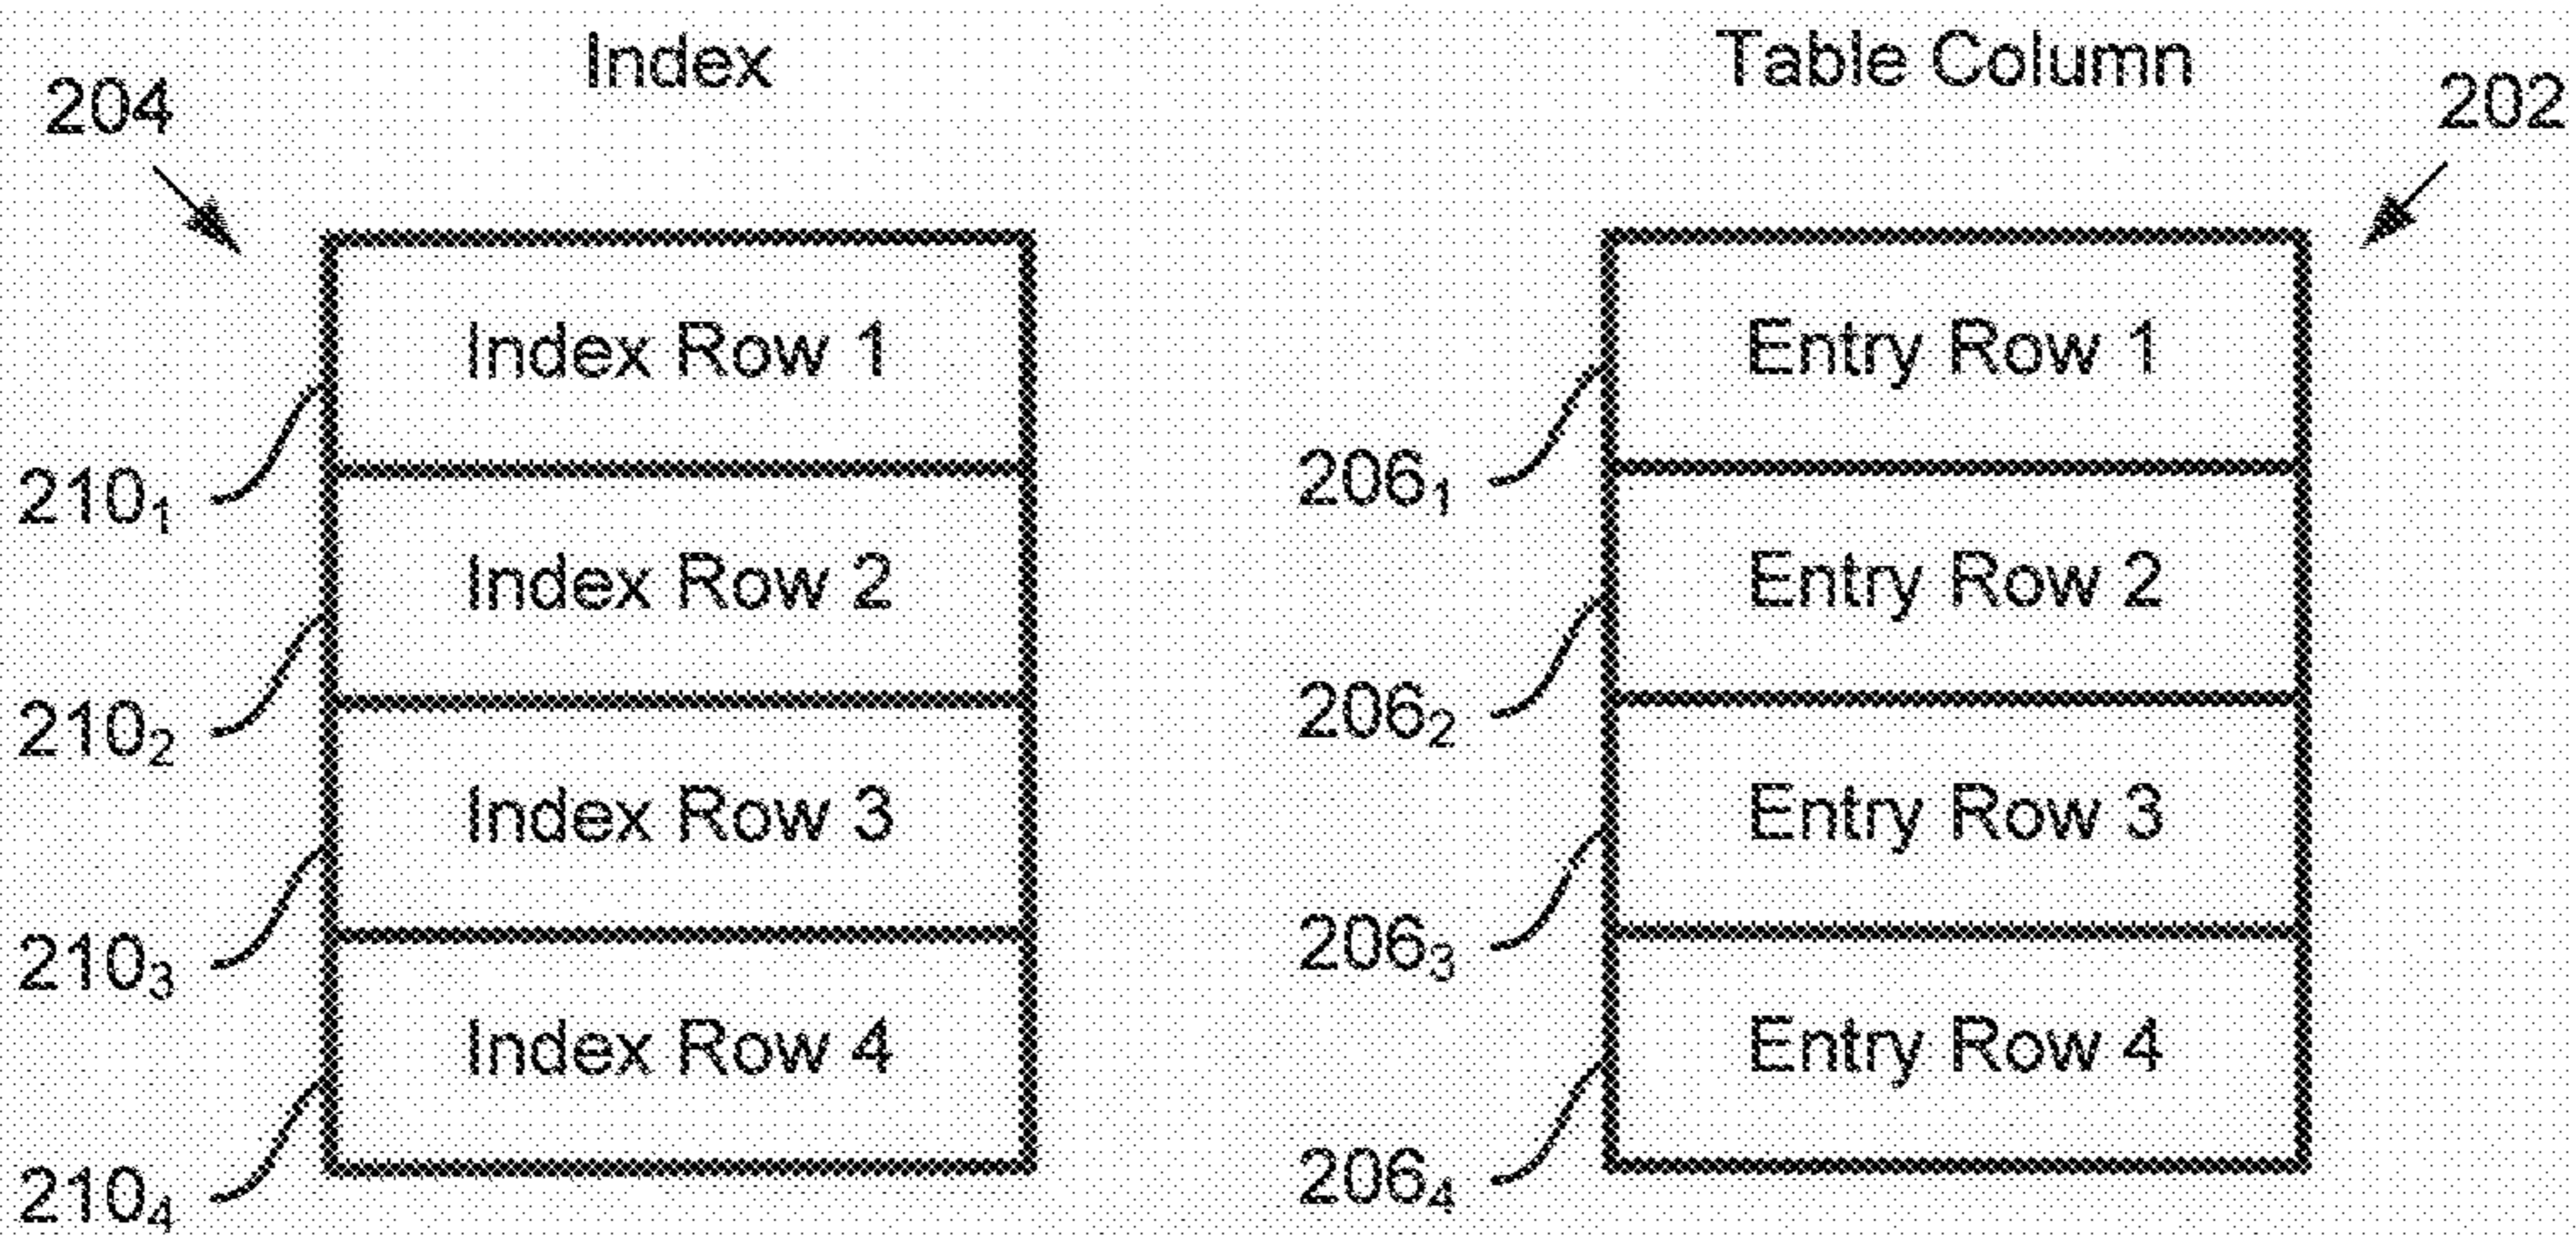 Index
Table Column
204
202
Index Row 1
Entry Row 1
210₁
206₁
Index Row 2
Entry Row 2
210₂
206₂
Index Row 3
Entry Row 3
210₃
206₃
Index Row 4
Entry Row 4
210₄
206₄